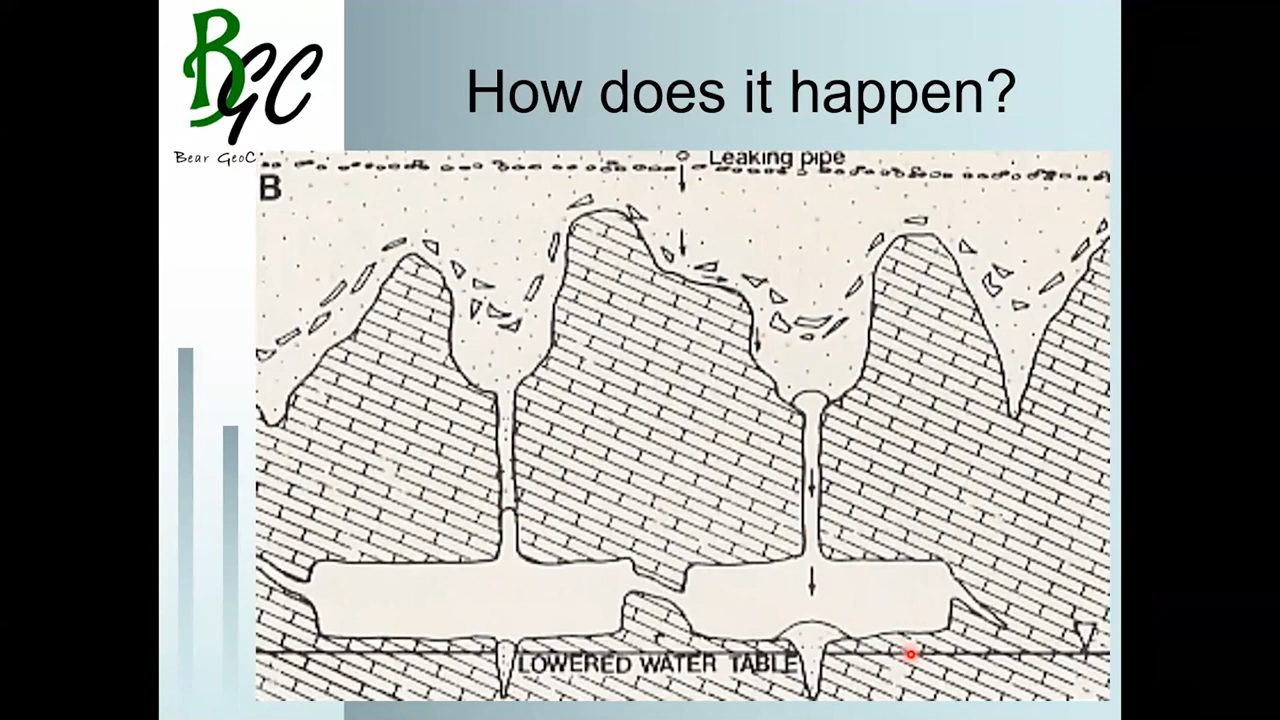 BGC
How does it happen?
Bear GeoC
Leaking pipe
B
LOWERED WATER TABLE